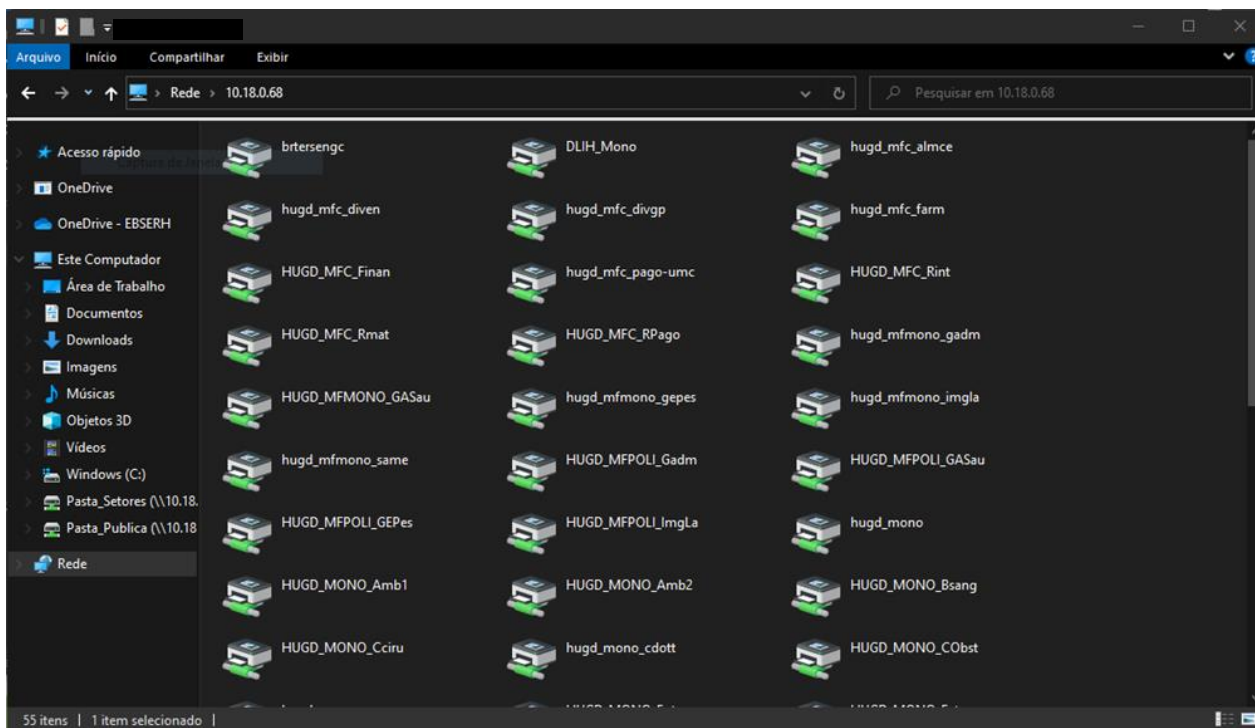 Arquivo Início Compartilhar Exibir
Rede > 10.18.0.68
Pesquisar em 10.18.0.68
Acesso rápido
OneDrive
OneDrive - EBSERH
Este Computador
Área de Trabalho
Documentos
Downloads
Imagens
Músicas
Objetos 3D
Vídeos
Windows (C:)
Pasta_Setores (\\10.18.
Pasta_Publica (\\10.18
Rede
brtersengc DLIH_Mono hugd_mfc_almce
hugd_mfc_diven hugd_mfc_divgp hugd_mfc_farm
HUGD_MFC_Finan hugd_mfc_pago-umc HUGD_MFC_Rint
HUGD_MFC_Rmat HUGD_MFC_RPago hugd_mfmono_gadm
HUGD_MFMONO_GASau hugd_mfmono_gepes hugd_mfmono_imgla
hugd_mfmono_same HUGD_MFPOLI_Gadm HUGD_MFPOLI_GASau
HUGD_MFPOLI_GEPes HUGD_MFPOLI_ImgLa hugd_mono
HUGD_MONO_Amb1 HUGD_MONO_Amb2 HUGD_MONO_Bsang
HUGD_MONO_Cciru hugd_mono_cdott HUGD_MONO_CObst
55 itens | 1 item selecionado |